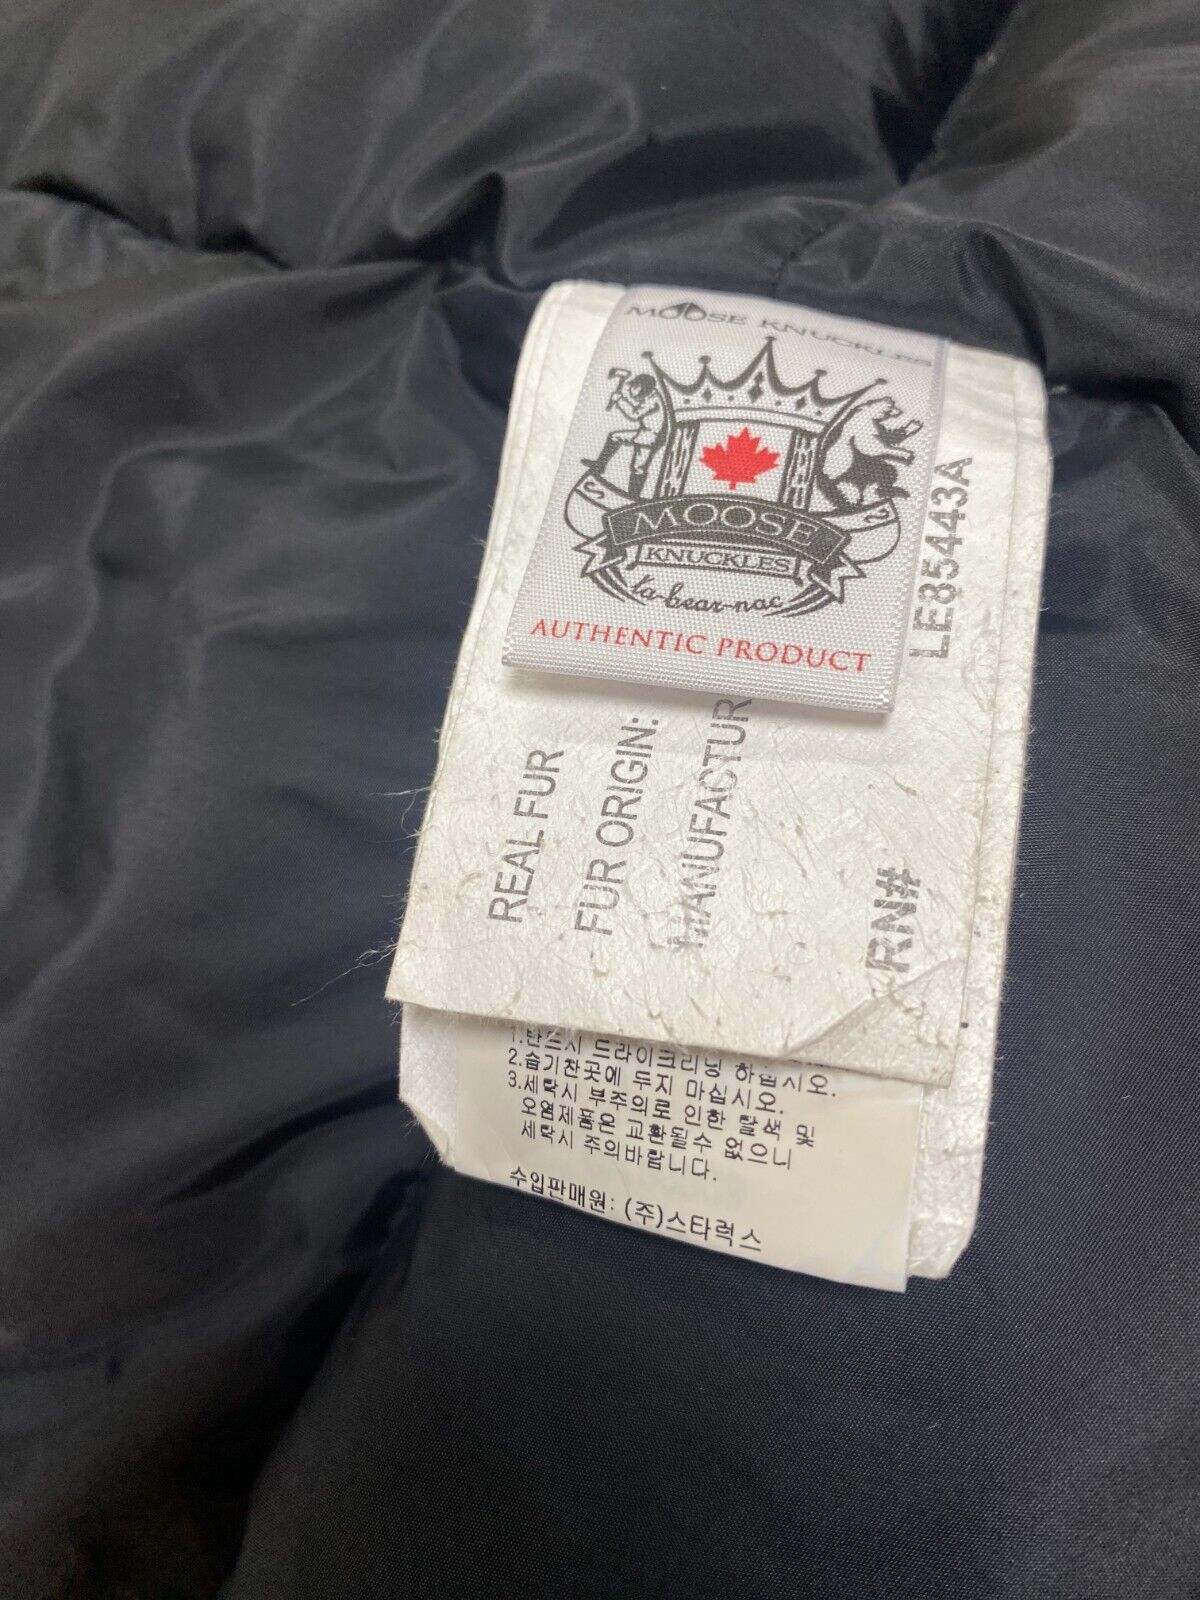 MOOSE KNUCKLES
MOOSE
KNUCKLES
ta-bear-nac
AUTHENTIC PRODUCT
LE85443A
REAL FUR
FUR ORIGIN:
MANUFACTUR
RN#
1.반드시 드라이크리닝 하십시오.
2.습기찬곳에 두지 마십시오.
3.세탁시 부주의로 인한 탈색 및
오염제품은 교환될수 없으니
세탁시 주의바랍니다.
수입판매원: (주)스타럭스